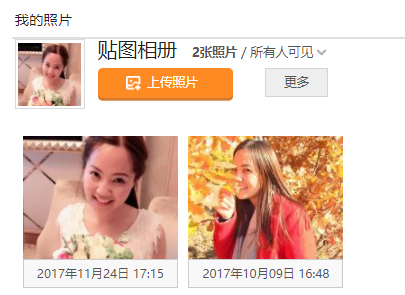 我的照片
贴图相册 2张照片 / 所有人可见
上传照片 更多
2017年11月24日 17:15 2017年10月09日 16:48